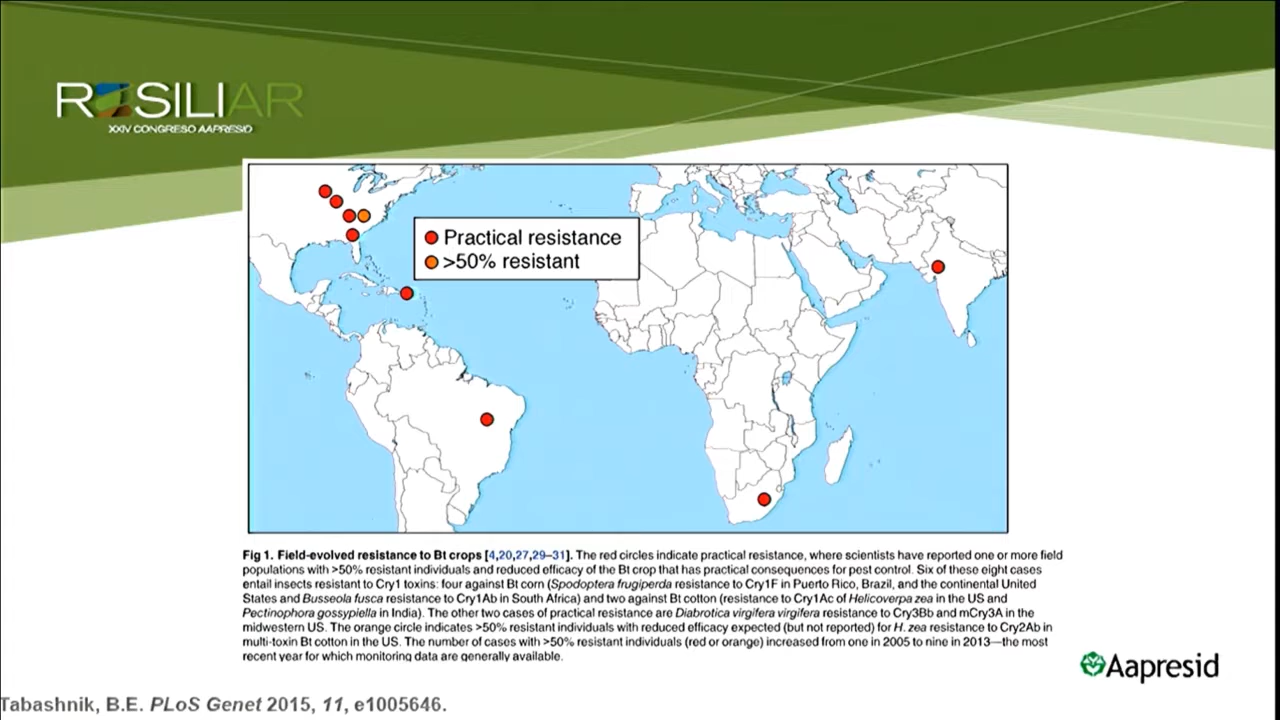 RESILIAR
XXIV CONGRESO AAPRESID
Practical resistance
>50% resistant
Fig 1. Field-evolved resistance to Bt crops [4,20,27,29–31]. The red circles indicate practical resistance, where scientists have reported one or more field
populations with >50% resistant individuals and reduced efficacy of the Bt crop that has practical consequences for pest control. Six of these eight cases
entail insects resistant to Cry1 toxins: four against Bt corn (Spodoptera frugiperda resistance to Cry1F in Puerto Rico, Brazil, and the continental United
States and Busseola fusca resistance to Cry1Ab in South Africa) and two against Bt cotton (resistance to Cry1Ac of Helicoverpa zea in the US and
Pectinophora gossypiella in India). The other two cases of practical resistance are Diabrotica virgifera virgifera resistance to Cry3Bb and mCry3A in the
midwestern US. The orange circle indicates >50% resistant individuals with reduced efficacy expected (but not reported) for H. zea resistance to Cry2Ab in
multi-toxin Bt cotton in the US. The number of cases with >50% resistant individuals (red or orange) increased from one in 2005 to nine in 2013—the most
recent year for which monitoring data are generally available.
Aapresid
Tabashnik, B.E. PLoS Genet 2015, 11, e1005646.